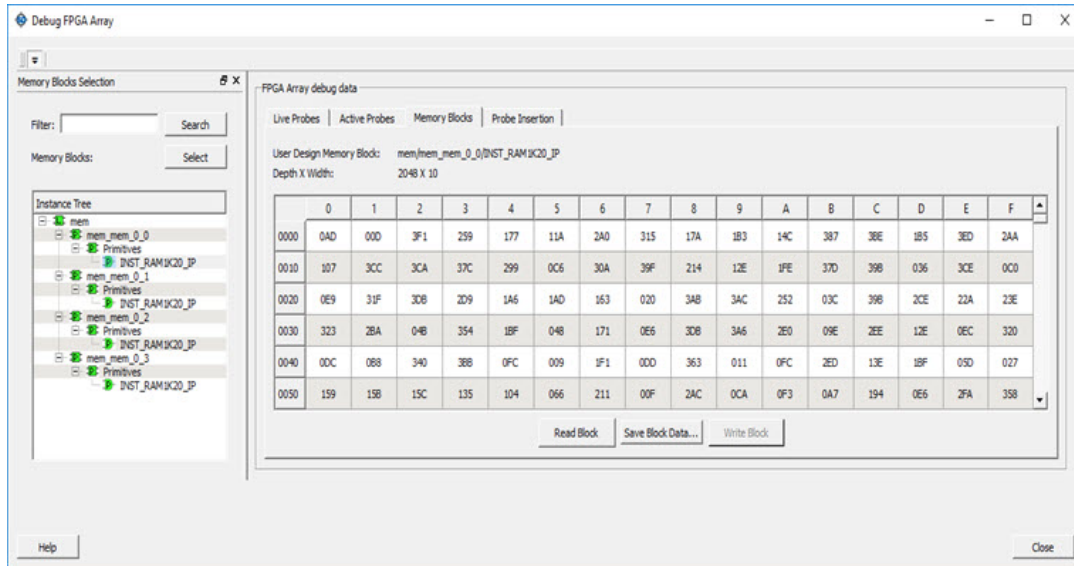 Debug FPGA Array
Memory Blocks Selection
Filter:
Search
Memory Blocks:
Select
Instance Tree
mem
mem_mem_0_0
Primitives
INST_RAM1K20_IP
mem_mem_0_1
Primitives
INST_RAM1K20_IP
mem_mem_0_2
Primitives
INST_RAM1K20_IP
mem_mem_0_3
Primitives
INST_RAM1K20_IP
FPGA Array debug data
Live Probes Active Probes Memory Blocks Probe Insertion
User Design Memory Block: mem/mem_mem_0_0/INST_RAM1K20_IP
Depth X Width: 2048 X 10
0 1 2 3 4 5 6 7 8 9 A B C D E F
0000 0AD 00D 3F1 259 177 11A 2A0 315 17A 1B3 14C 387 3BE 1B5 3ED 2AA
0010 107 3CC 3CA 37C 299 0C6 30A 39F 214 12E 1FE 37D 398 036 3CE 0C0
0020 0E9 31F 3DB 2D9 1A6 1AD 163 020 3AB 3AC 252 03C 398 2CE 22A 23E
0030 323 2BA 04B 354 1BF 048 171 0E6 3DB 3A6 2E0 09E 2EE 12E 0EC 320
0040 0DC 0B8 340 3BB 0FC 009 1F1 0DD 363 011 0FC 2ED 13E 1BF 05D 027
0050 159 15B 15C 135 104 066 211 00F 2AC 0CA 0F3 0A7 194 0E6 2FA 358
Read Block Save Block Data... Write Block
Help
Close